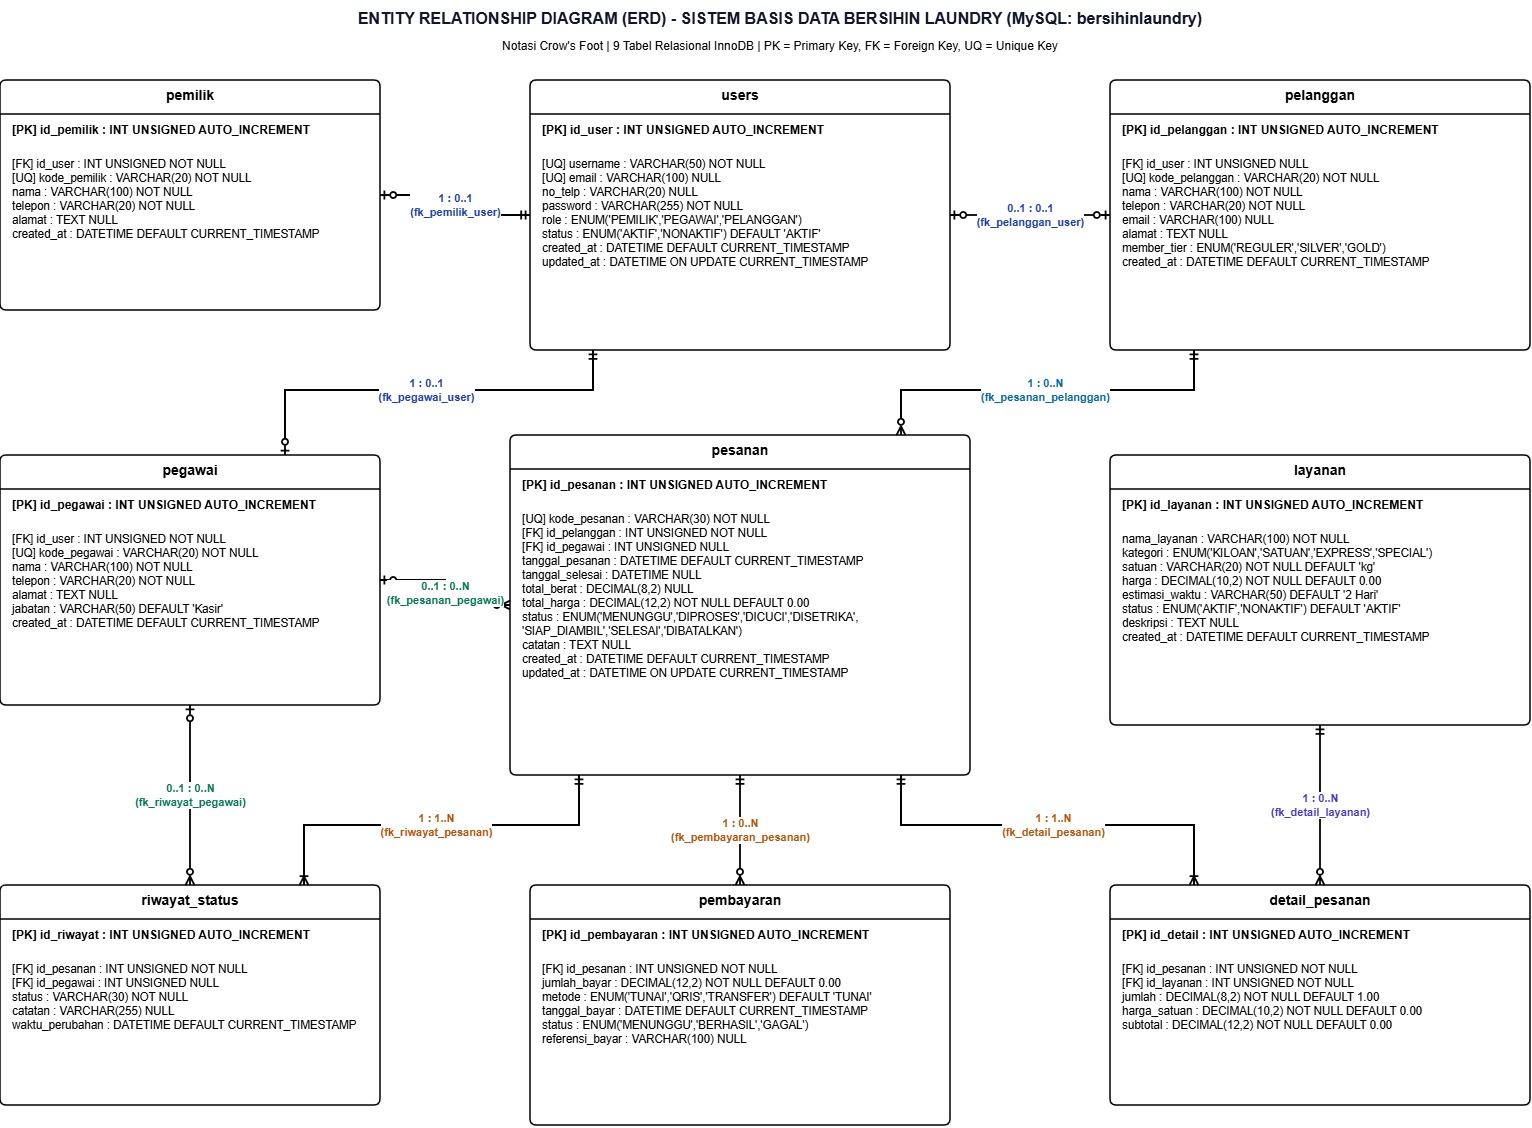 ENTITY RELATIONSHIP DIAGRAM (ERD) - SISTEM BASIS DATA BERSIHIN LAUNDRY (MySQL: bersihinlaundry)
Notasi Crow's Foot | 9 Tabel Relasional InnoDB | PK = Primary Key, FK = Foreign Key, UQ = Unique Key
pemilik
[PK] id_pemilik : INT UNSIGNED AUTO_INCREMENT
[FK] id_user : INT UNSIGNED NOT NULL
[UQ] kode_pemilik : VARCHAR(20) NOT NULL
nama : VARCHAR(100) NOT NULL
telepon : VARCHAR(20) NOT NULL
alamat : TEXT NULL
created_at : DATETIME DEFAULT CURRENT_TIMESTAMP
1 : 0..1
(fk_pemilik_user)
users
[PK] id_user : INT UNSIGNED AUTO_INCREMENT
[UQ] username : VARCHAR(50) NOT NULL
[UQ] email : VARCHAR(100) NULL
no_telp : VARCHAR(20) NULL
password : VARCHAR(255) NOT NULL
role : ENUM('PEMILIK','PEGAWAI','PELANGGAN')
status : ENUM('AKTIF','NONAKTIF') DEFAULT 'AKTIF'
created_at : DATETIME DEFAULT CURRENT_TIMESTAMP
updated_at : DATETIME ON UPDATE CURRENT_TIMESTAMP
0..1 : 0..1
(fk_pelanggan_user)
pelanggan
[PK] id_pelanggan : INT UNSIGNED AUTO_INCREMENT
[FK] id_user : INT UNSIGNED NULL
[UQ] kode_pelanggan : VARCHAR(20) NOT NULL
nama : VARCHAR(100) NOT NULL
telepon : VARCHAR(20) NOT NULL
email : VARCHAR(100) NULL
alamat : TEXT NULL
member_tier : ENUM('REGULER','SILVER','GOLD')
created_at : DATETIME DEFAULT CURRENT_TIMESTAMP
1 : 0..1
(fk_pegawai_user)
1 : 0..N
(fk_pesanan_pelanggan)
pegawai
[PK] id_pegawai : INT UNSIGNED AUTO_INCREMENT
[FK] id_user : INT UNSIGNED NOT NULL
[UQ] kode_pegawai : VARCHAR(20) NOT NULL
nama : VARCHAR(100) NOT NULL
telepon : VARCHAR(20) NOT NULL
alamat : TEXT NULL
jabatan : VARCHAR(50) DEFAULT 'Kasir'
created_at : DATETIME DEFAULT CURRENT_TIMESTAMP
0..1 : 0..N
(fk_pesanan_pegawai)
pesanan
[PK] id_pesanan : INT UNSIGNED AUTO_INCREMENT
[UQ] kode_pesanan : VARCHAR(30) NOT NULL
[FK] id_pelanggan : INT UNSIGNED NOT NULL
[FK] id_pegawai : INT UNSIGNED NULL
tanggal_pesanan : DATETIME DEFAULT CURRENT_TIMESTAMP
tanggal_selesai : DATETIME NULL
total_berat : DECIMAL(8,2) NULL
total_harga : DECIMAL(12,2) NOT NULL DEFAULT 0.00
status : ENUM('MENUNGGU','DIPROSES','DICUCI','DISETRIKA',
'SIAP_DIAMBIL','SELESAI','DIBATALKAN')
catatan : TEXT NULL
created_at : DATETIME DEFAULT CURRENT_TIMESTAMP
updated_at : DATETIME ON UPDATE CURRENT_TIMESTAMP
layanan
[PK] id_layanan : INT UNSIGNED AUTO_INCREMENT
nama_layanan : VARCHAR(100) NOT NULL
kategori : ENUM('KILOAN','SATUAN','EXPRESS','SPECIAL')
satuan : VARCHAR(20) NOT NULL DEFAULT 'kg'
harga : DECIMAL(10,2) NOT NULL DEFAULT 0.00
estimasi_waktu : VARCHAR(50) DEFAULT '2 Hari'
status : ENUM('AKTIF','NONAKTIF') DEFAULT 'AKTIF'
deskripsi : TEXT NULL
created_at : DATETIME DEFAULT CURRENT_TIMESTAMP
0..1 : 0..N
(fk_riwayat_pegawai)
1 : 1..N
(fk_riwayat_pesanan)
1 : 0..N
(fk_pembayaran_pesanan)
1 : 1..N
(fk_detail_pesanan)
1 : 0..N
(fk_detail_layanan)
riwayat_status
[PK] id_riwayat : INT UNSIGNED AUTO_INCREMENT
[FK] id_pesanan : INT UNSIGNED NOT NULL
[FK] id_pegawai : INT UNSIGNED NULL
status : VARCHAR(30) NOT NULL
catatan : VARCHAR(255) NULL
waktu_perubahan : DATETIME DEFAULT CURRENT_TIMESTAMP
pembayaran
[PK] id_pembayaran : INT UNSIGNED AUTO_INCREMENT
[FK] id_pesanan : INT UNSIGNED NOT NULL
jumlah_bayar : DECIMAL(12,2) NOT NULL DEFAULT 0.00
metode : ENUM('TUNAI','QRIS','TRANSFER') DEFAULT 'TUNAI'
tanggal_bayar : DATETIME DEFAULT CURRENT_TIMESTAMP
status : ENUM('MENUNGGU','BERHASIL','GAGAL')
referensi_bayar : VARCHAR(100) NULL
detail_pesanan
[PK] id_detail : INT UNSIGNED AUTO_INCREMENT
[FK] id_pesanan : INT UNSIGNED NOT NULL
[FK] id_layanan : INT UNSIGNED NOT NULL
jumlah : DECIMAL(8,2) NOT NULL DEFAULT 1.00
harga_satuan : DECIMAL(10,2) NOT NULL DEFAULT 0.00
subtotal : DECIMAL(12,2) NOT NULL DEFAULT 0.00